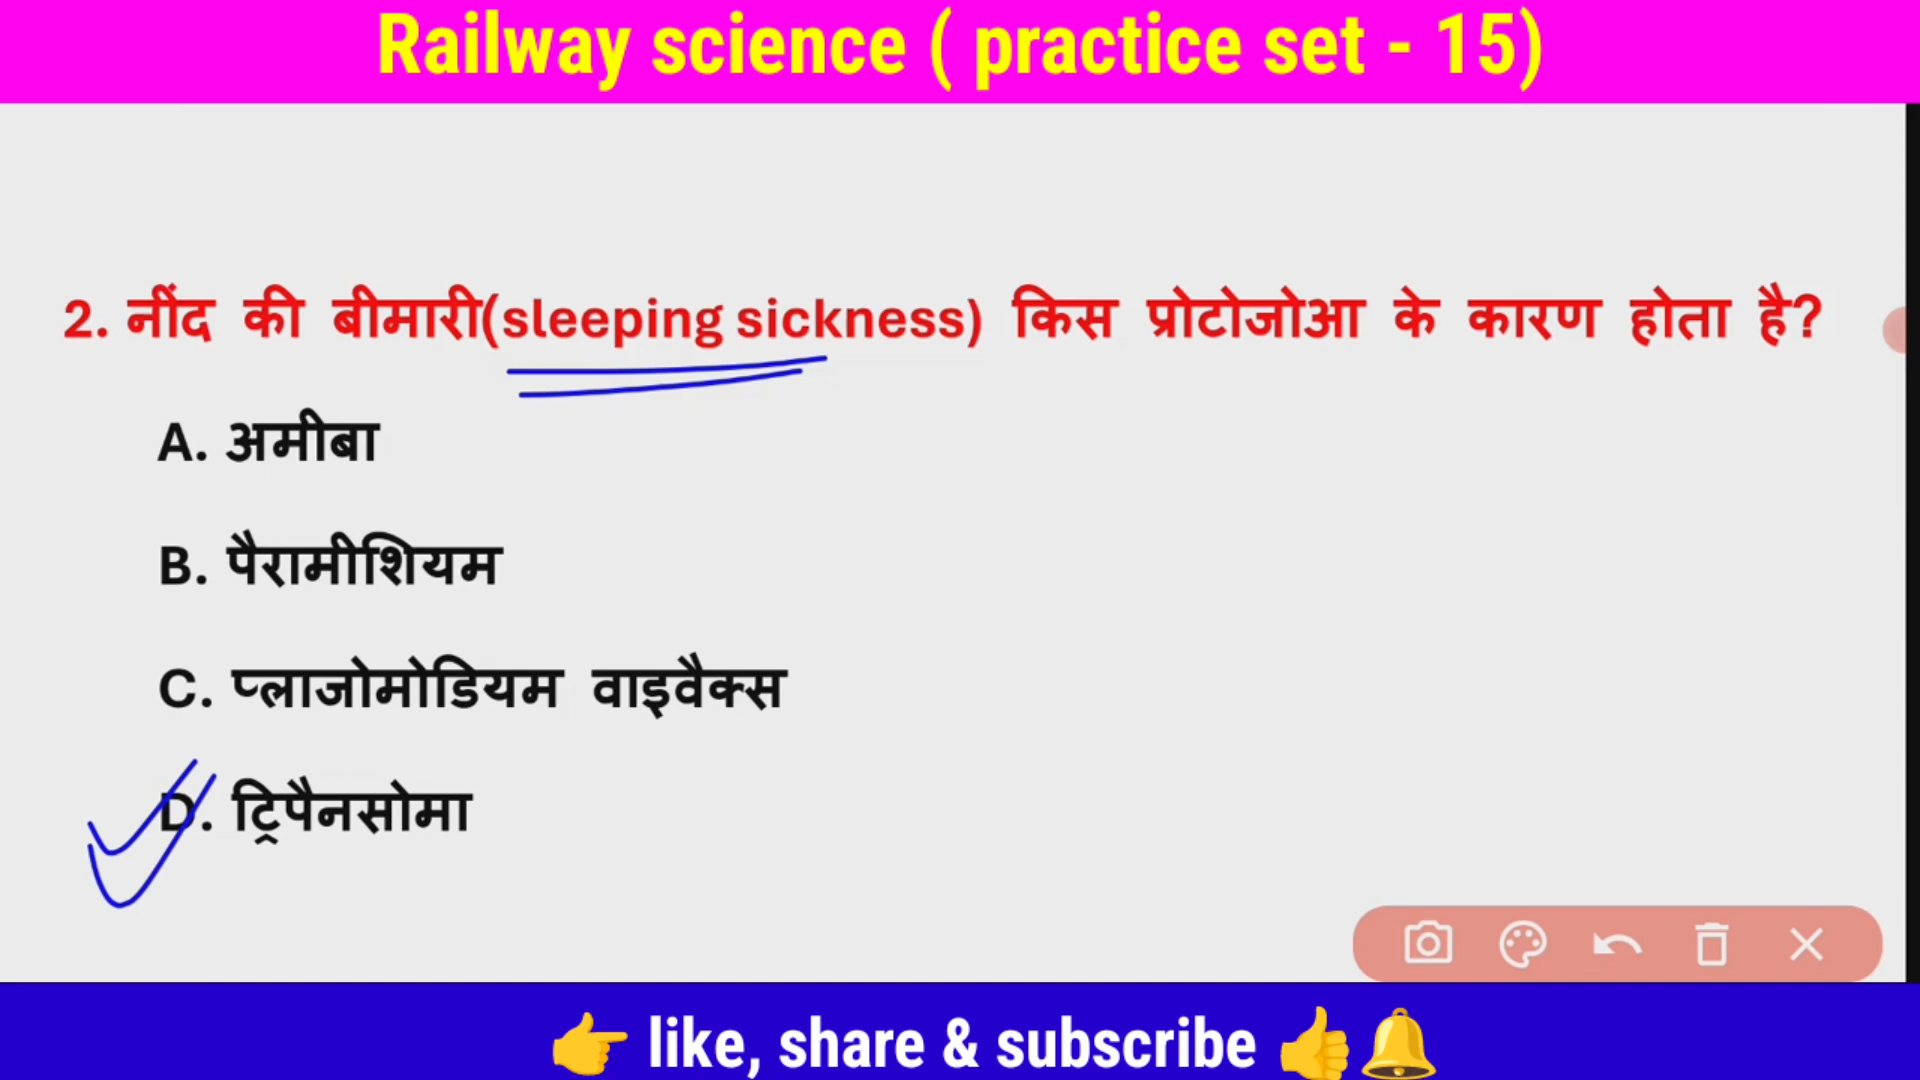 Railway science ( practice set - 15)
2. नींद की बीमारी(sleeping sickness) किस प्रोटोजोआ के कारण होता है?
A. अमीबा
B. पैरामीशियम
C. प्लाजोमोडियम वाइवैक्स
D. ट्रिपैनसोमा
👉 like, share & subscribe 👍🔔